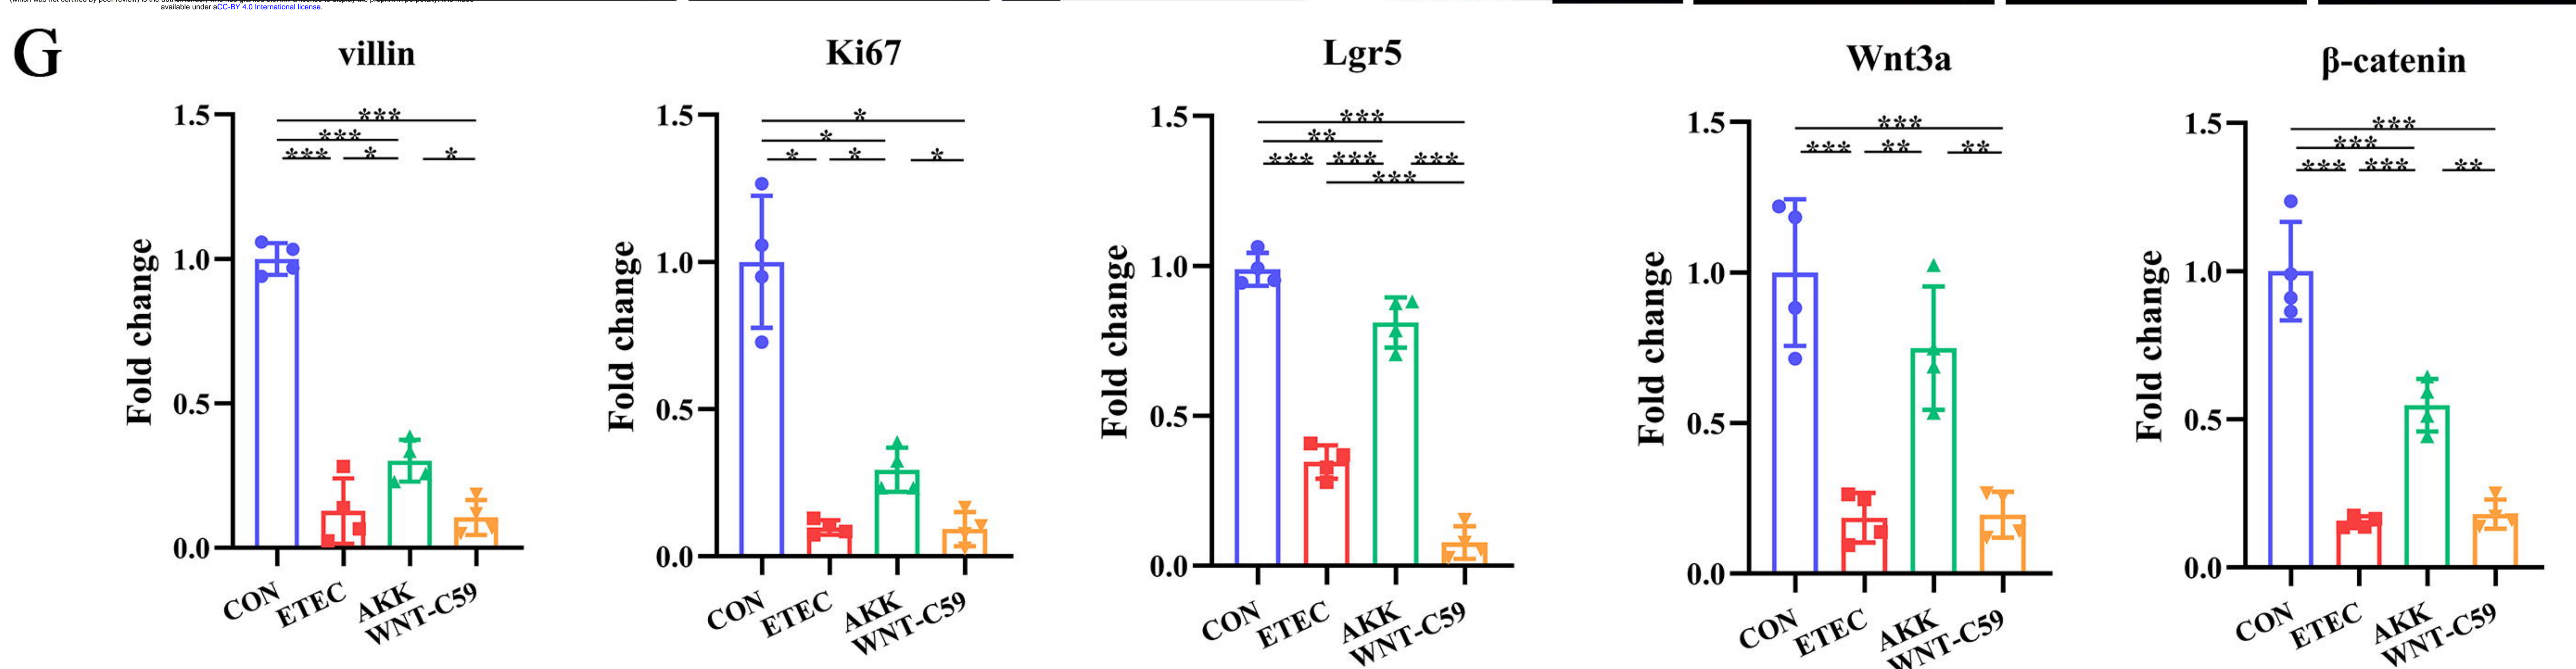 available under aCC-BY 4.0 International license.
G
villin
Fold change
1.5
1.0
0.5
0.0
***
***
*** * *
CON ETEC AKK WNT-C59
Ki67
Fold change
1.5
1.0
0.5
0.0
*
*
* * *
CON ETEC AKK WNT-C59
Lgr5
Fold change
1.5
1.0
0.5
0.0
***
**
*** *** ***
***
CON ETEC AKK WNT-C59
Wnt3a
Fold change
1.5
1.0
0.5
0.0
***
*** ** **
CON ETEC AKK WNT-C59
β-catenin
Fold change
1.5
1.0
0.5
0.0
***
***
*** *** **
CON ETEC AKK WNT-C59